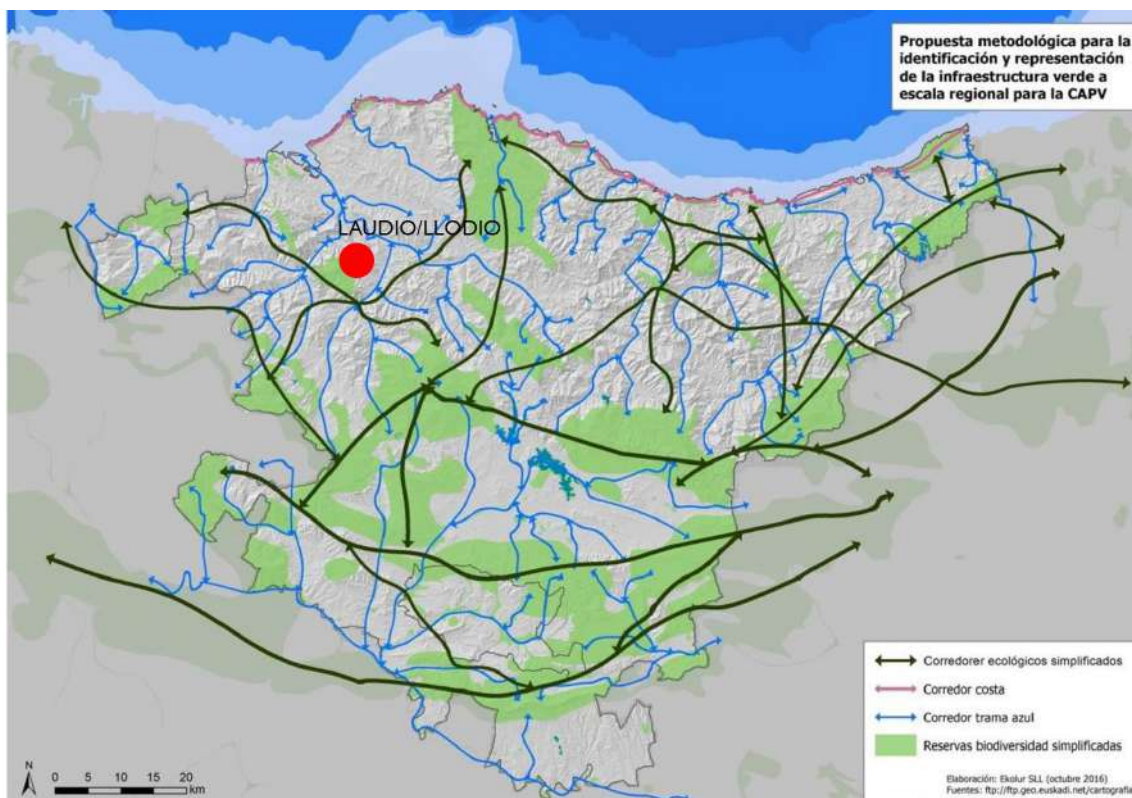 Propuesta metodológica para la
identificación y representación
de la infraestructura verde a
escala regional para la CAPV
LAUDIO/LLODIO
Corredorer ecológicos simplificados
Corredor costa
Corredor trama azul
Reservas biodiversidad simplificadas
N
0 5 10 15 20
km
Elaboración: Ekolur SLL (octubre 2016)
Fuentes: ftp://ftp.geo.euskadi.net/cartografia